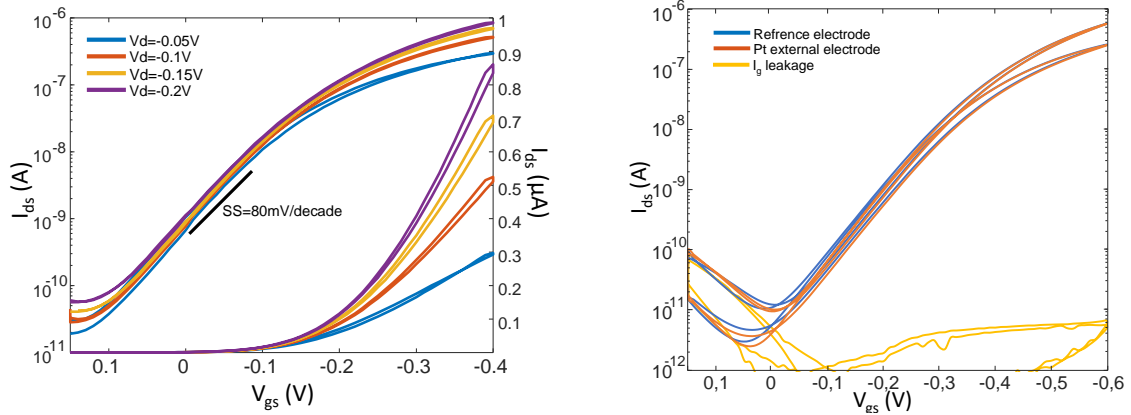 10^-6
10^-7
10^-8
10^-9
10^-10
10^-11
I_ds (A)
Vd=-0.05V
Vd=-0.1V
Vd=-0.15V
Vd=-0.2V
SS=80mV/decade
1
0.9
0.8
0.7
0.6
0.5
0.4
0.3
0.2
0.1
0
I_ds (µA)
0.1 0 -0.1 -0.2 -0.3 -0.4
V_gs (V)
10^-5
10^-6
10^-7
10^-8
10^-9
10^-10
10^-11
10^-12
I_ds (A)
Refrence electrode
Pt external electrode
I_g leakage
0,1 0 -0,1 -0,2 -0,3 -0,4 -0,5 -0,6
V_gs (V)